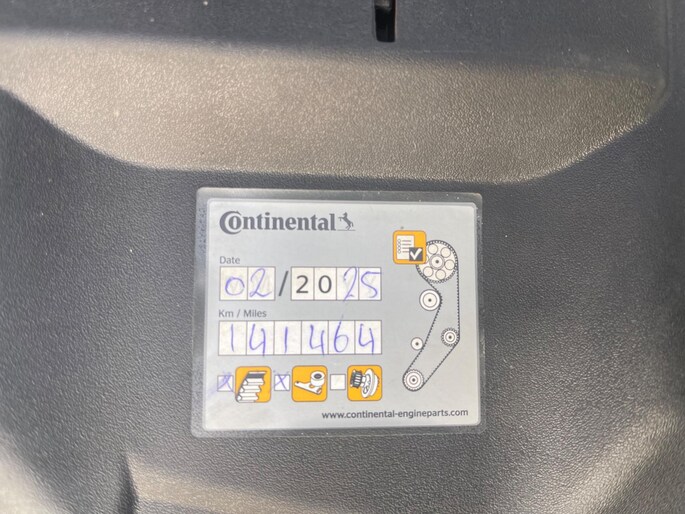 Continental
Date
02/2025
Km / Miles
141464
www.continental-engineparts.com